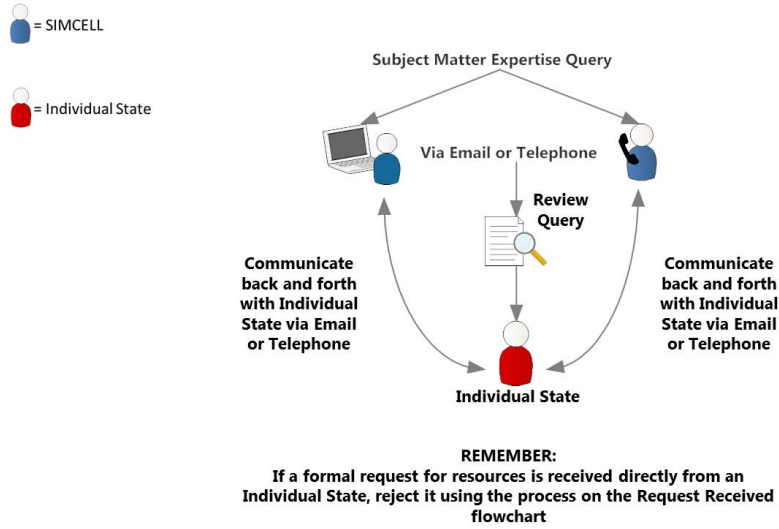 = SIMCELL
= Individual State
Subject Matter Expertise Query
Via Email or Telephone
Review
Query
Communicate
back and forth
with Individual
State via Email
or Telephone
Communicate
back and forth
with Individual
State via Email
or Telephone
Individual State
REMEMBER:
If a formal request for resources is received directly from an
Individual State, reject it using the process on the Request Received
flowchart